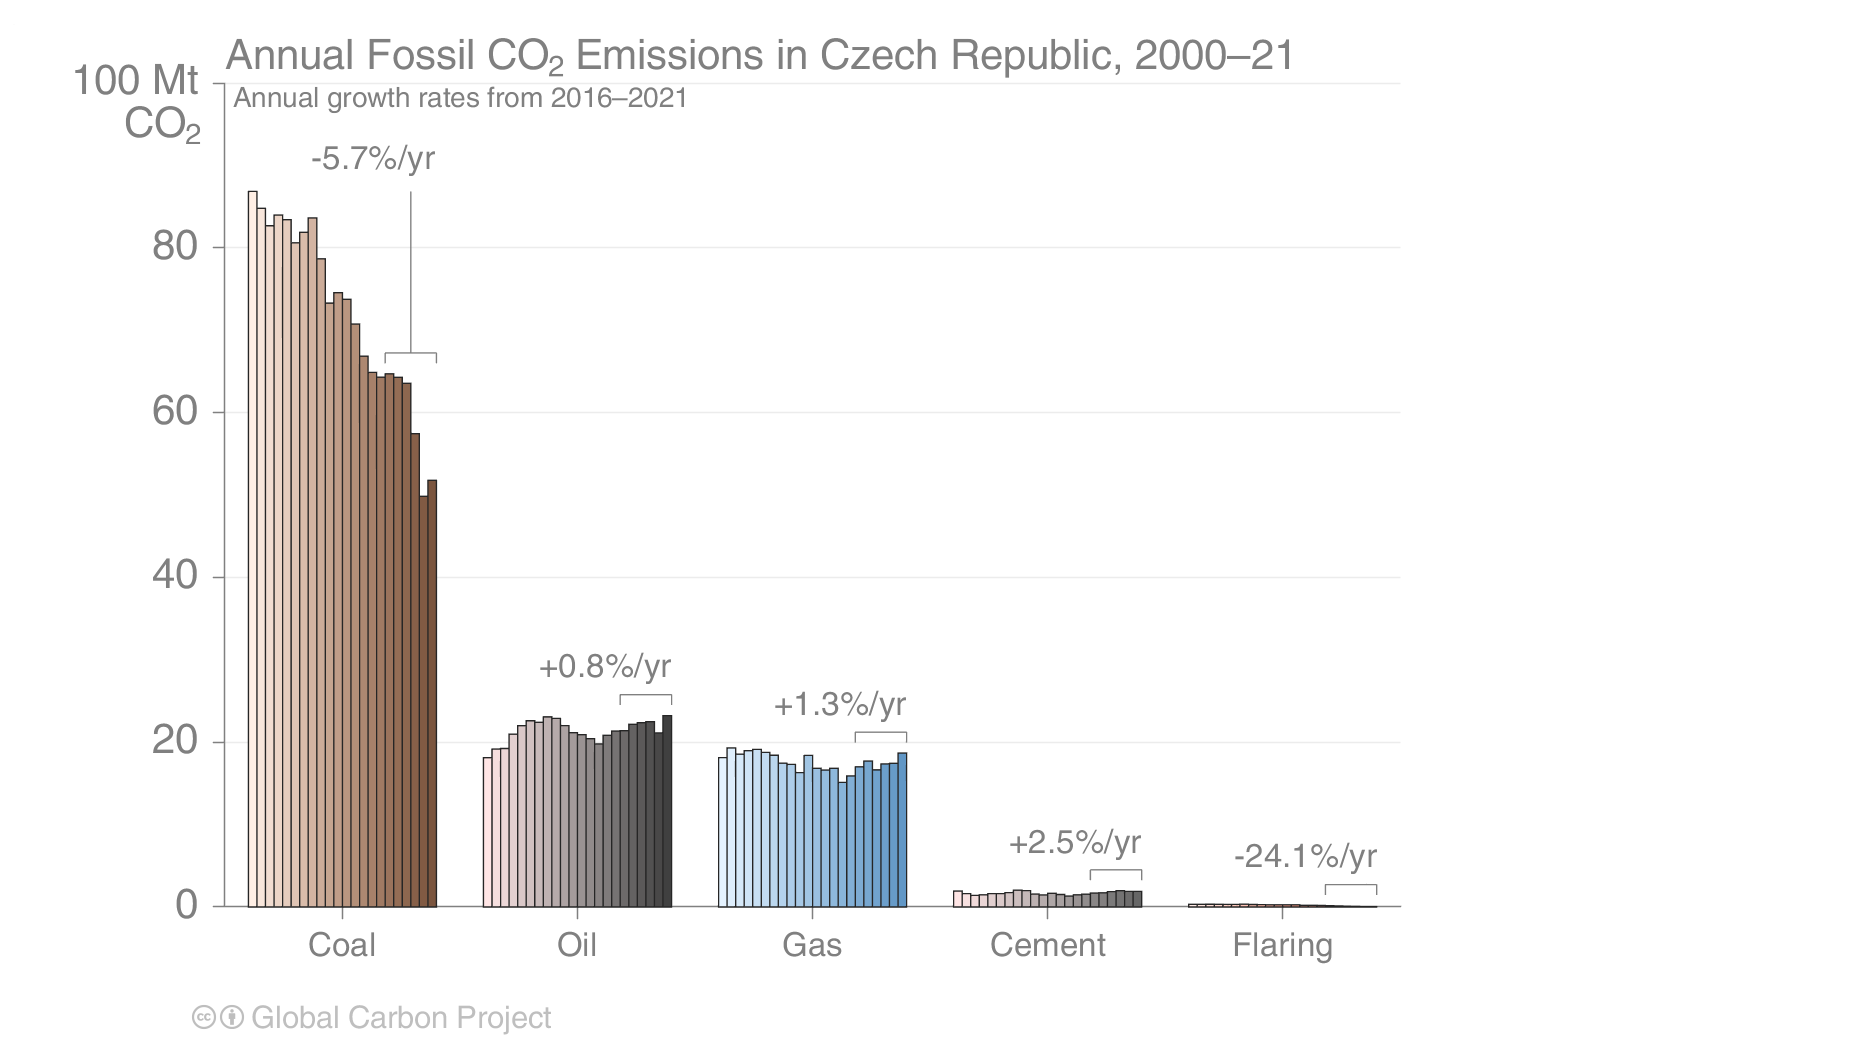 Annual Fossil CO₂ Emissions in Czech Republic, 2000–21
100 Mt
CO₂
Annual growth rates from 2016–2021
-5.7%/yr
80
60
40
+0.8%/yr
+1.3%/yr
20
+2.5%/yr
-24.1%/yr
0
Coal Oil Gas Cement Flaring
cc Global Carbon Project